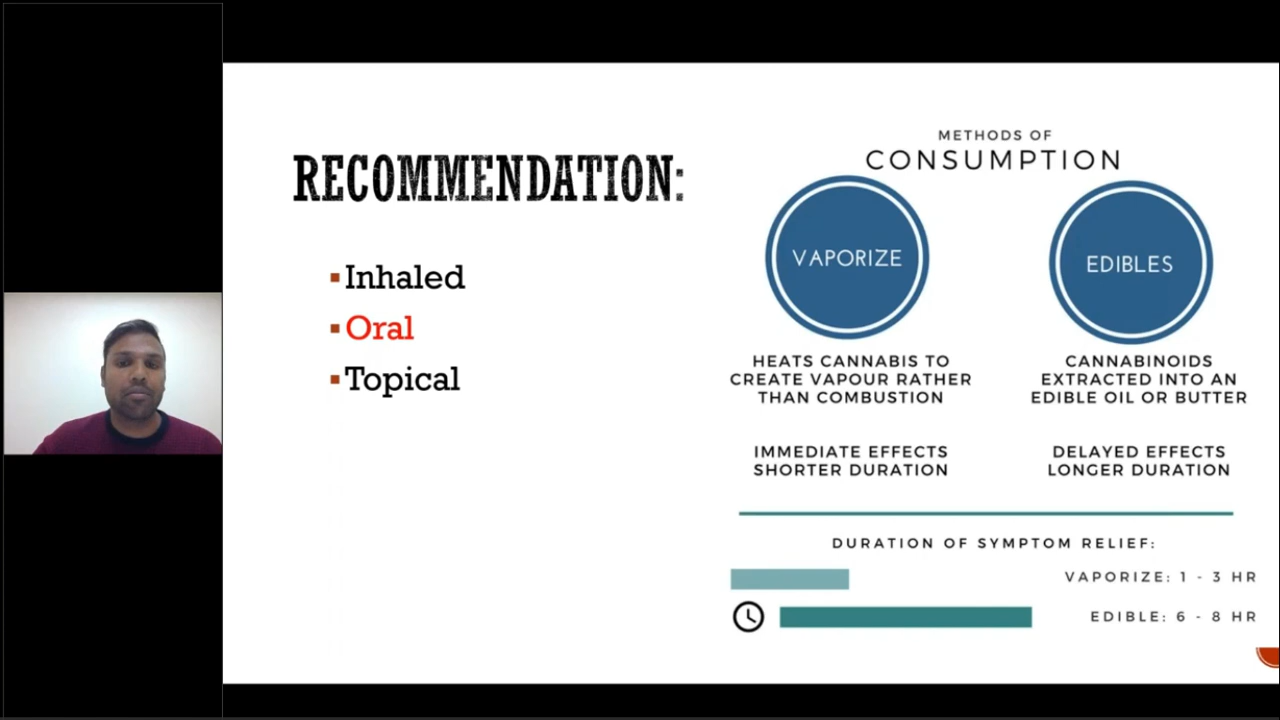 RECOMMENDATION:
Inhaled
Oral
Topical
METHODS OF
CONSUMPTION
VAPORIZE
HEATS CANNABIS TO
CREATE VAPOUR RATHER
THAN COMBUSTION
IMMEDIATE EFFECTS
SHORTER DURATION
EDIBLES
CANNABINOIDS
EXTRACTED INTO AN
EDIBLE OIL OR BUTTER
DELAYED EFFECTS
LONGER DURATION
DURATION OF SYMPTOM RELIEF:
VAPORIZE: 1 - 3 HR
EDIBLE: 6 - 8 HR